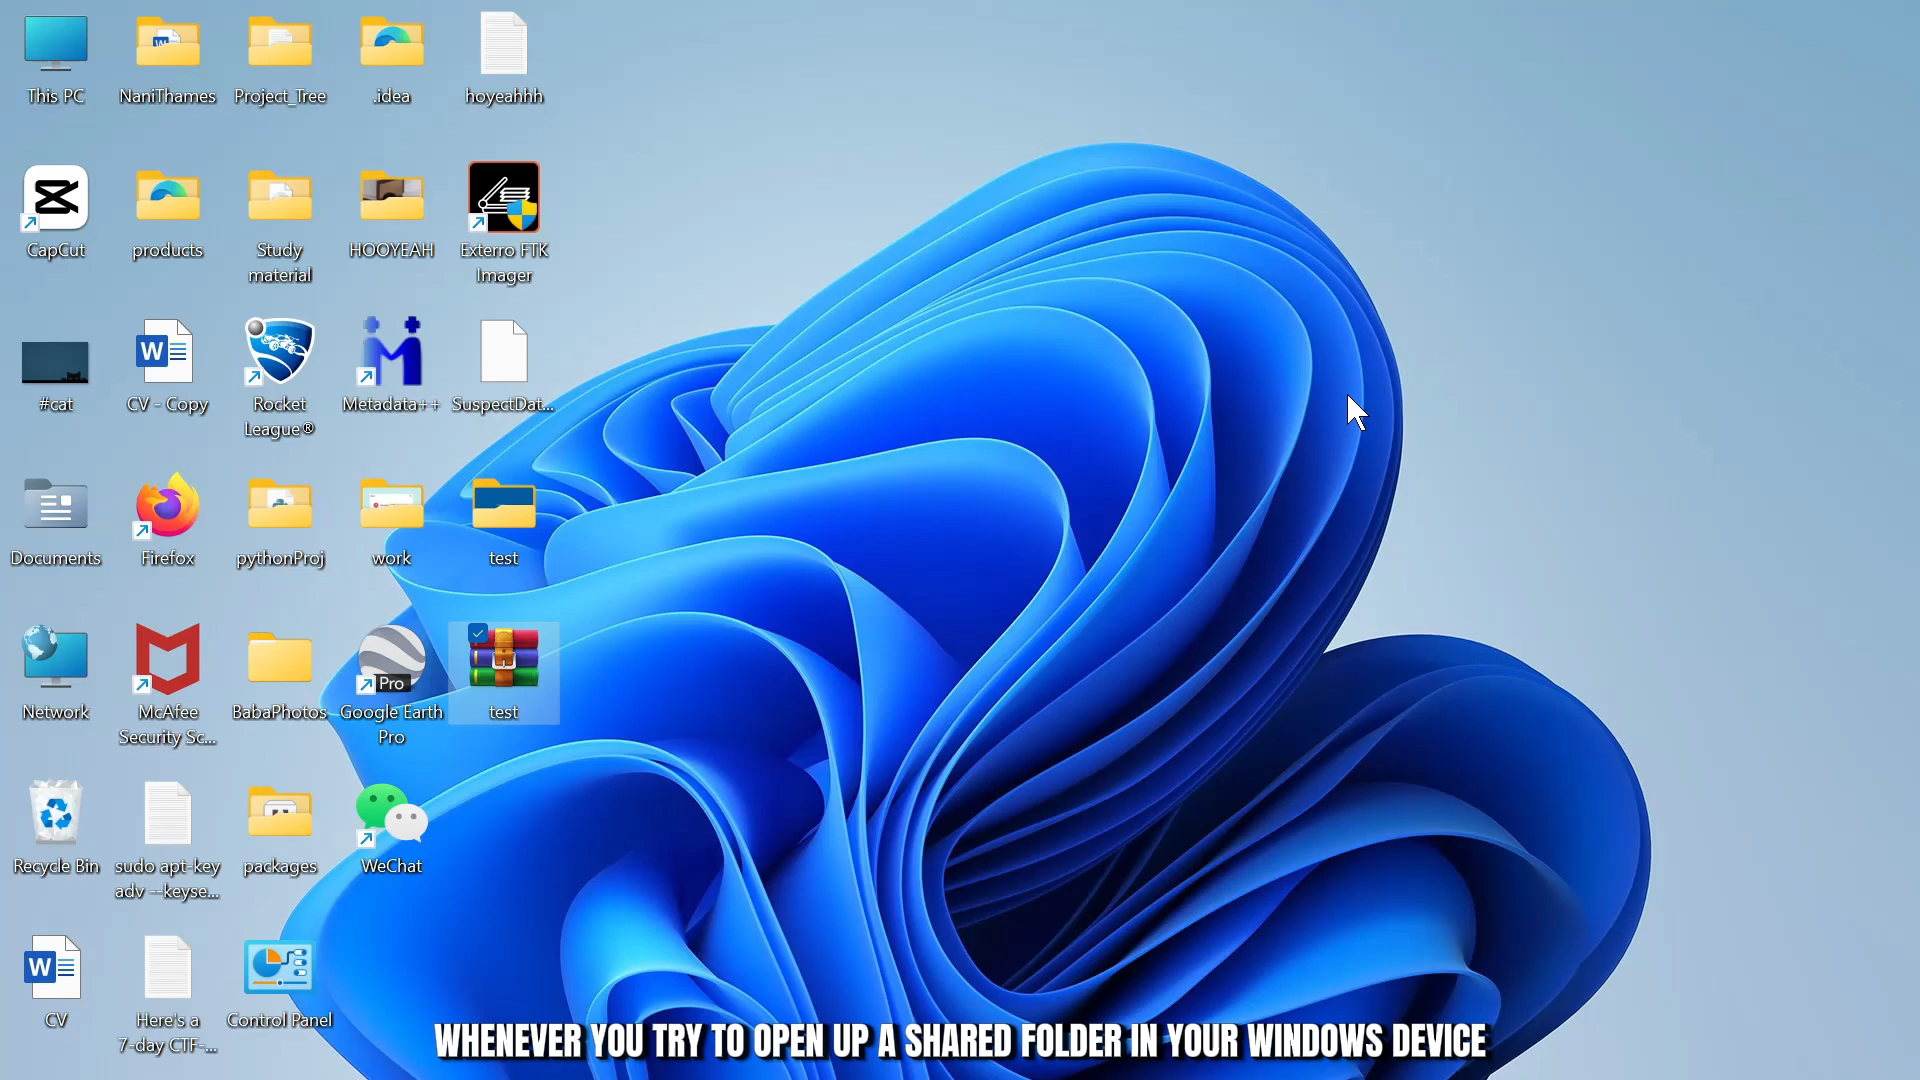 This PC
NaniThames
Project_Tree
.idea
hoyeahhh
CapCut
products
Study
material
HOOYEAH
Exterro FTK
Imager
#cat
W
CV - Copy
Rocket
League®
Metadata++
SuspectDat...
Documents
Firefox
pythonProj
work
test
Network
McAfee
Security Sc...
BabaPhotos
Pro
Google Earth
Pro
test
Recycle Bin
sudo apt-key
adv --keyse...
packages
WeChat
W
CV
Here's a
7-day CTF-...
Control Panel
WHENEVER YOU TRY TO OPEN UP A SHARED FOLDER IN YOUR WINDOWS DEVICE